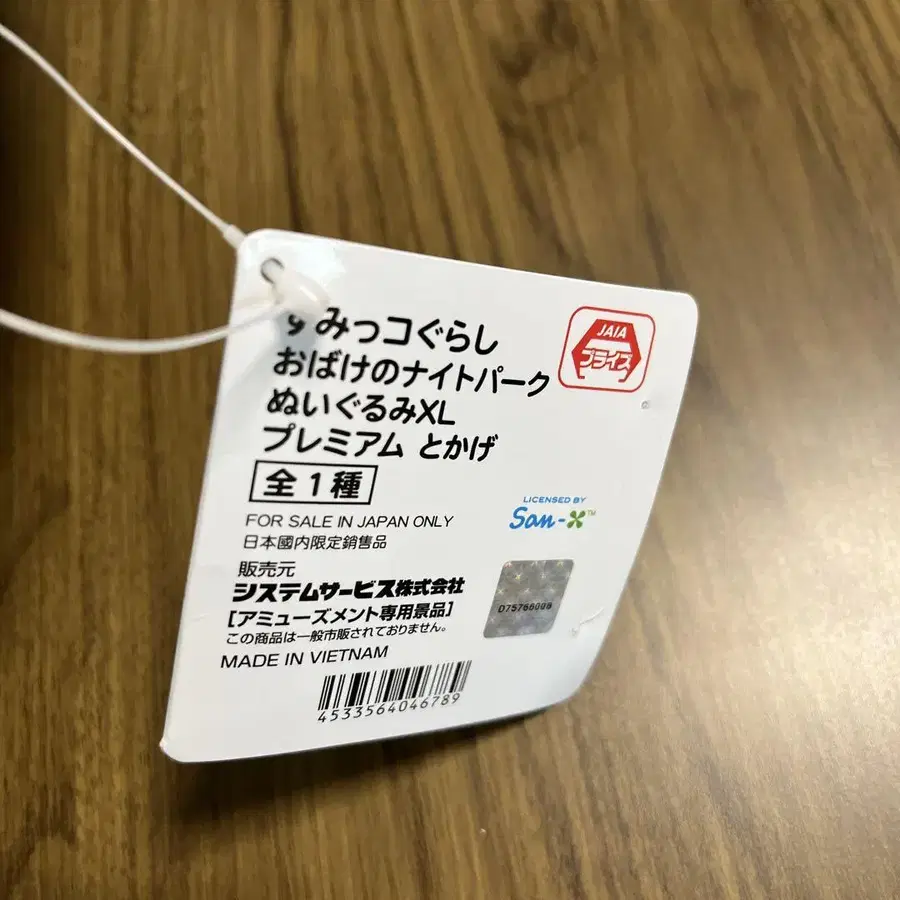 すみっコぐらし
おばけのナイトパーク
ぬいぐるみXL
プレミアム とかげ
全1種
JAIA
プライズ
FOR SALE IN JAPAN ONLY
日本國内限定銷售品
LICENSED BY
San-X™
販売元
システムサービス株式会社
[アミューズメント専用景品]
この商品は一般市販されておりません。
MADE IN VIETNAM
D75766008
4533564046789